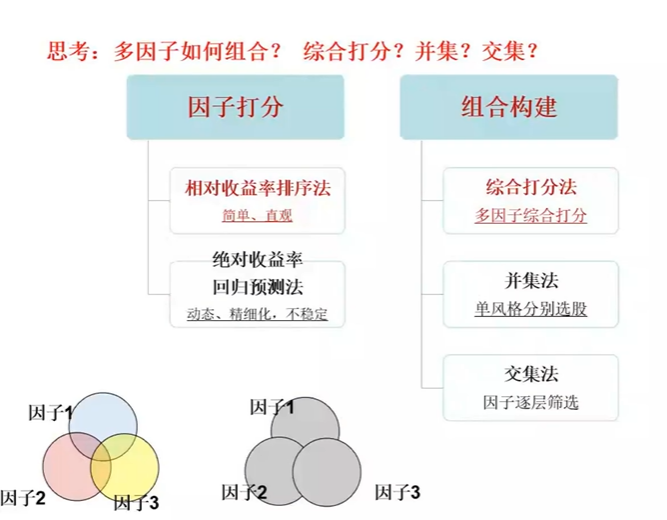 思考：多因子如何组合？ 综合打分？并集？交集？
因子打分
相对收益率排序法
简单、直观
绝对收益率
回归预测法
动态、精细化，不稳定
组合构建
综合打分法
多因子综合打分
并集法
单风格分别选股
交集法
因子逐层筛选
因子1
因子2
因子3
因子1
因子2
因子3